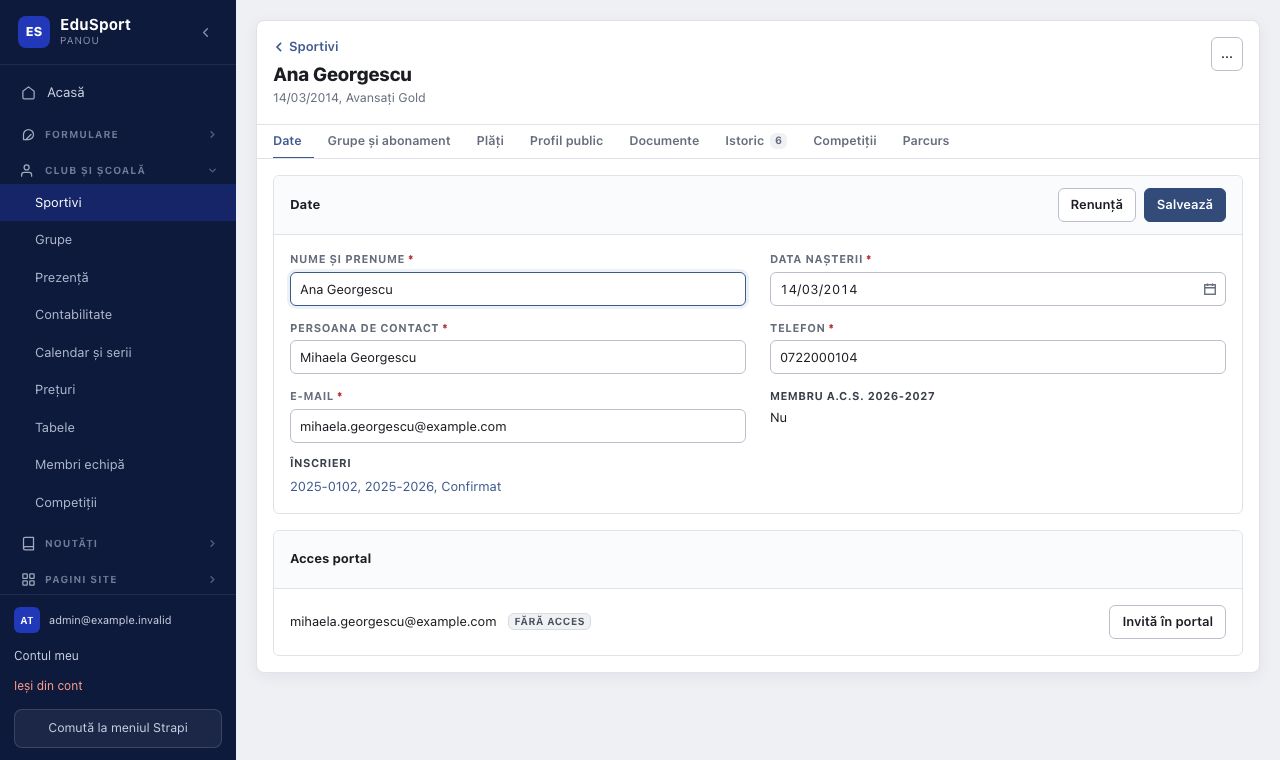 ES
EduSport
PANOU
Acasă
FORMULARE
CLUB ȘI ȘCOALĂ
Sportivi
Grupe
Prezență
Contabilitate
Calendar și serii
Prețuri
Tabele
Membri echipă
Competiții
NOUTĂȚI
PAGINI SITE
AT
admin@example.invalid
Contul meu
Ieși din cont
Comută la meniul Strapi
Sportivi
Ana Georgescu
14/03/2014, Avansați Gold
...
Date
Grupe și abonament
Plăți
Profil public
Documente
Istoric 6
Competiții
Parcurs
Date
Renunță
Salvează
NUME ȘI PRENUME *
Ana Georgescu
DATA NAȘTERII *
14/03/2014
PERSOANA DE CONTACT *
Mihaela Georgescu
TELEFON *
0722000104
E-MAIL *
mihaela.georgescu@example.com
MEMBRU A.C.S. 2026-2027
Nu
ÎNSCRIERI
2025-0102, 2025-2026, Confirmat
Acces portal
mihaela.georgescu@example.com FĂRĂ ACCES
Invită în portal